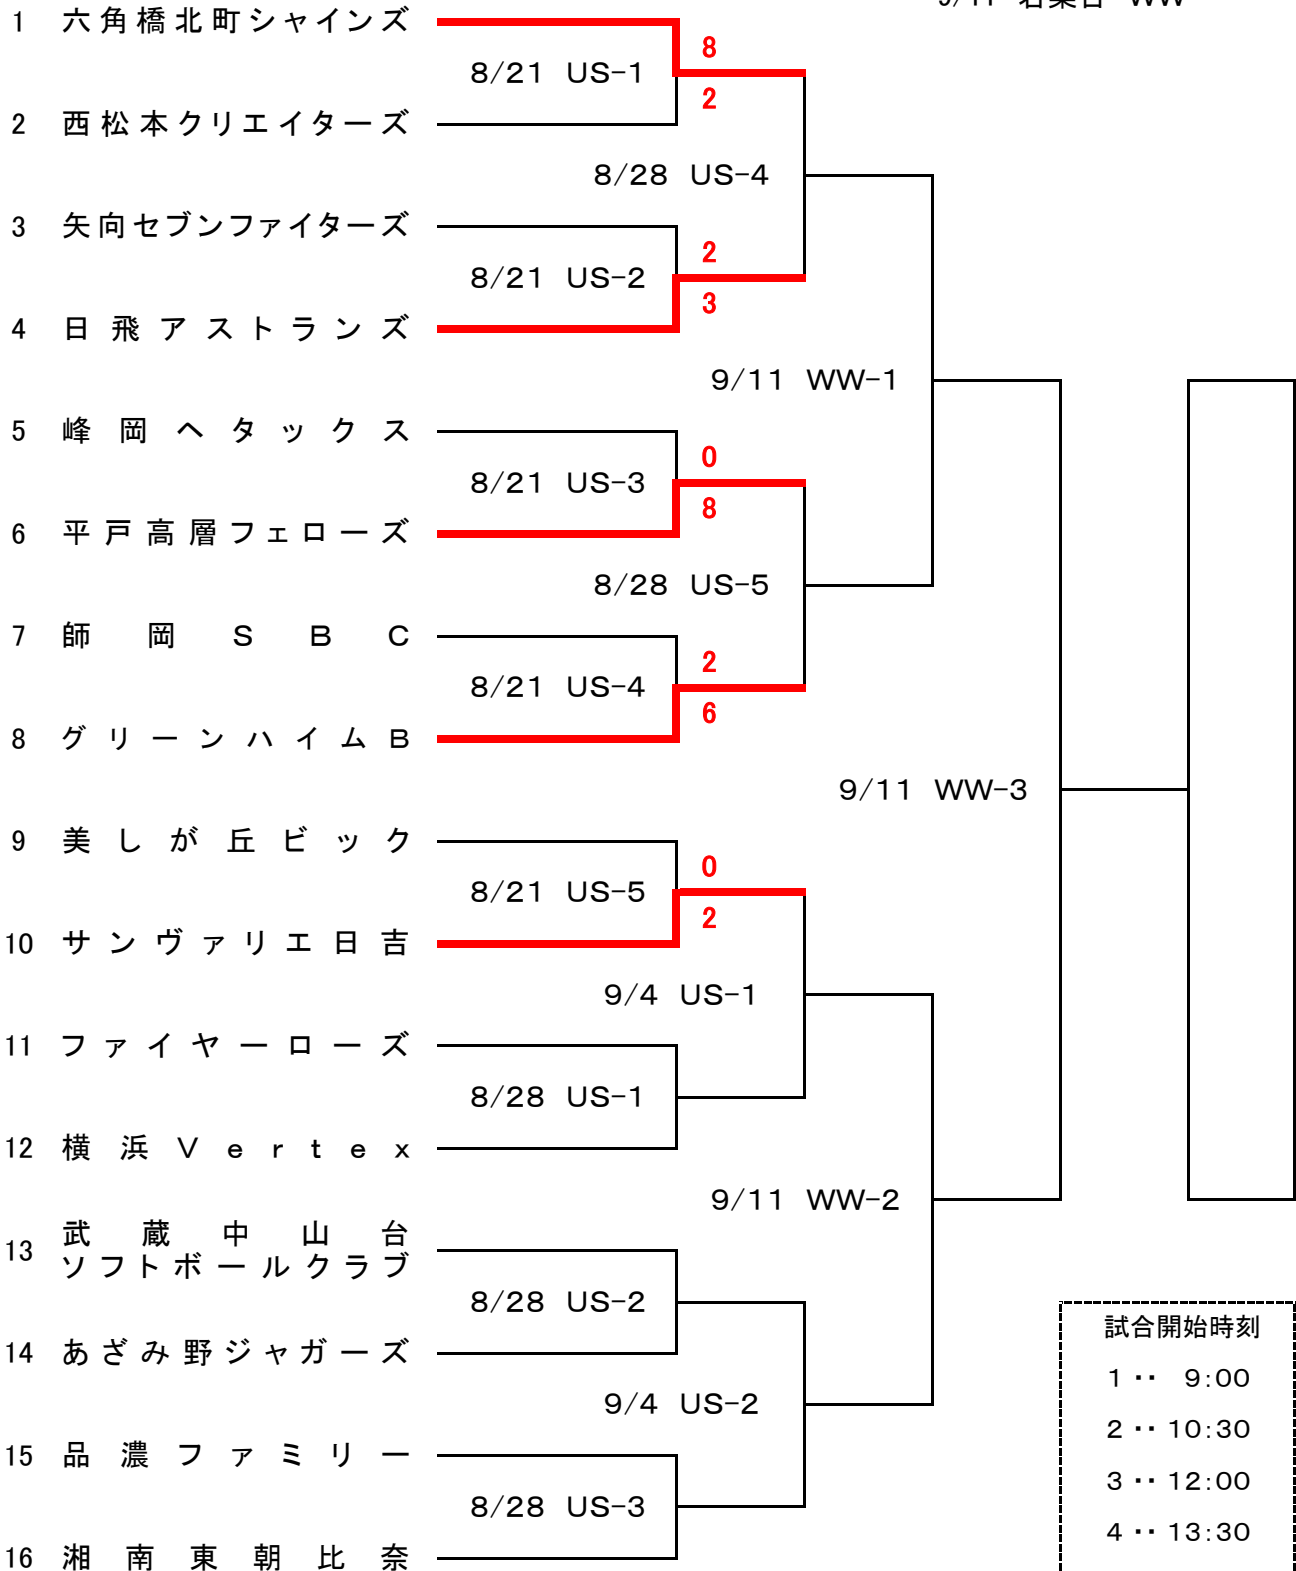 9/11 若葉台 WW
1 六角橋北町シャインズ
8
8/21 US-1
2
2 西松本クリエイターズ
8/28 US-4
3 矢向セブンファイターズ
2
8/21 US-2
3
4 日飛アストランズ
9/11 WW-1
5 峰岡ヘタックス
0
8/21 US-3
8
6 平戸高層フェローズ
8/28 US-5
7 師岡SBC
2
8/21 US-4
6
8 グリーンハイムB
9/11 WW-3
9 美しが丘ビック
0
8/21 US-5
2
10 サンヴァリエ日吉
9/4 US-1
11 ファイヤーローズ
8/28 US-1
12 横浜Vertex
9/11 WW-2
13 武蔵中山台
ソフトボールクラブ
8/28 US-2
14 あざみ野ジャガーズ
9/4 US-2
15 品濃ファミリー
8/28 US-3
16 湘南東朝比奈
試合開始時刻
1 ・・ 9:00
2 ・・ 10:30
3 ・・ 12:00
4 ・・ 13:30